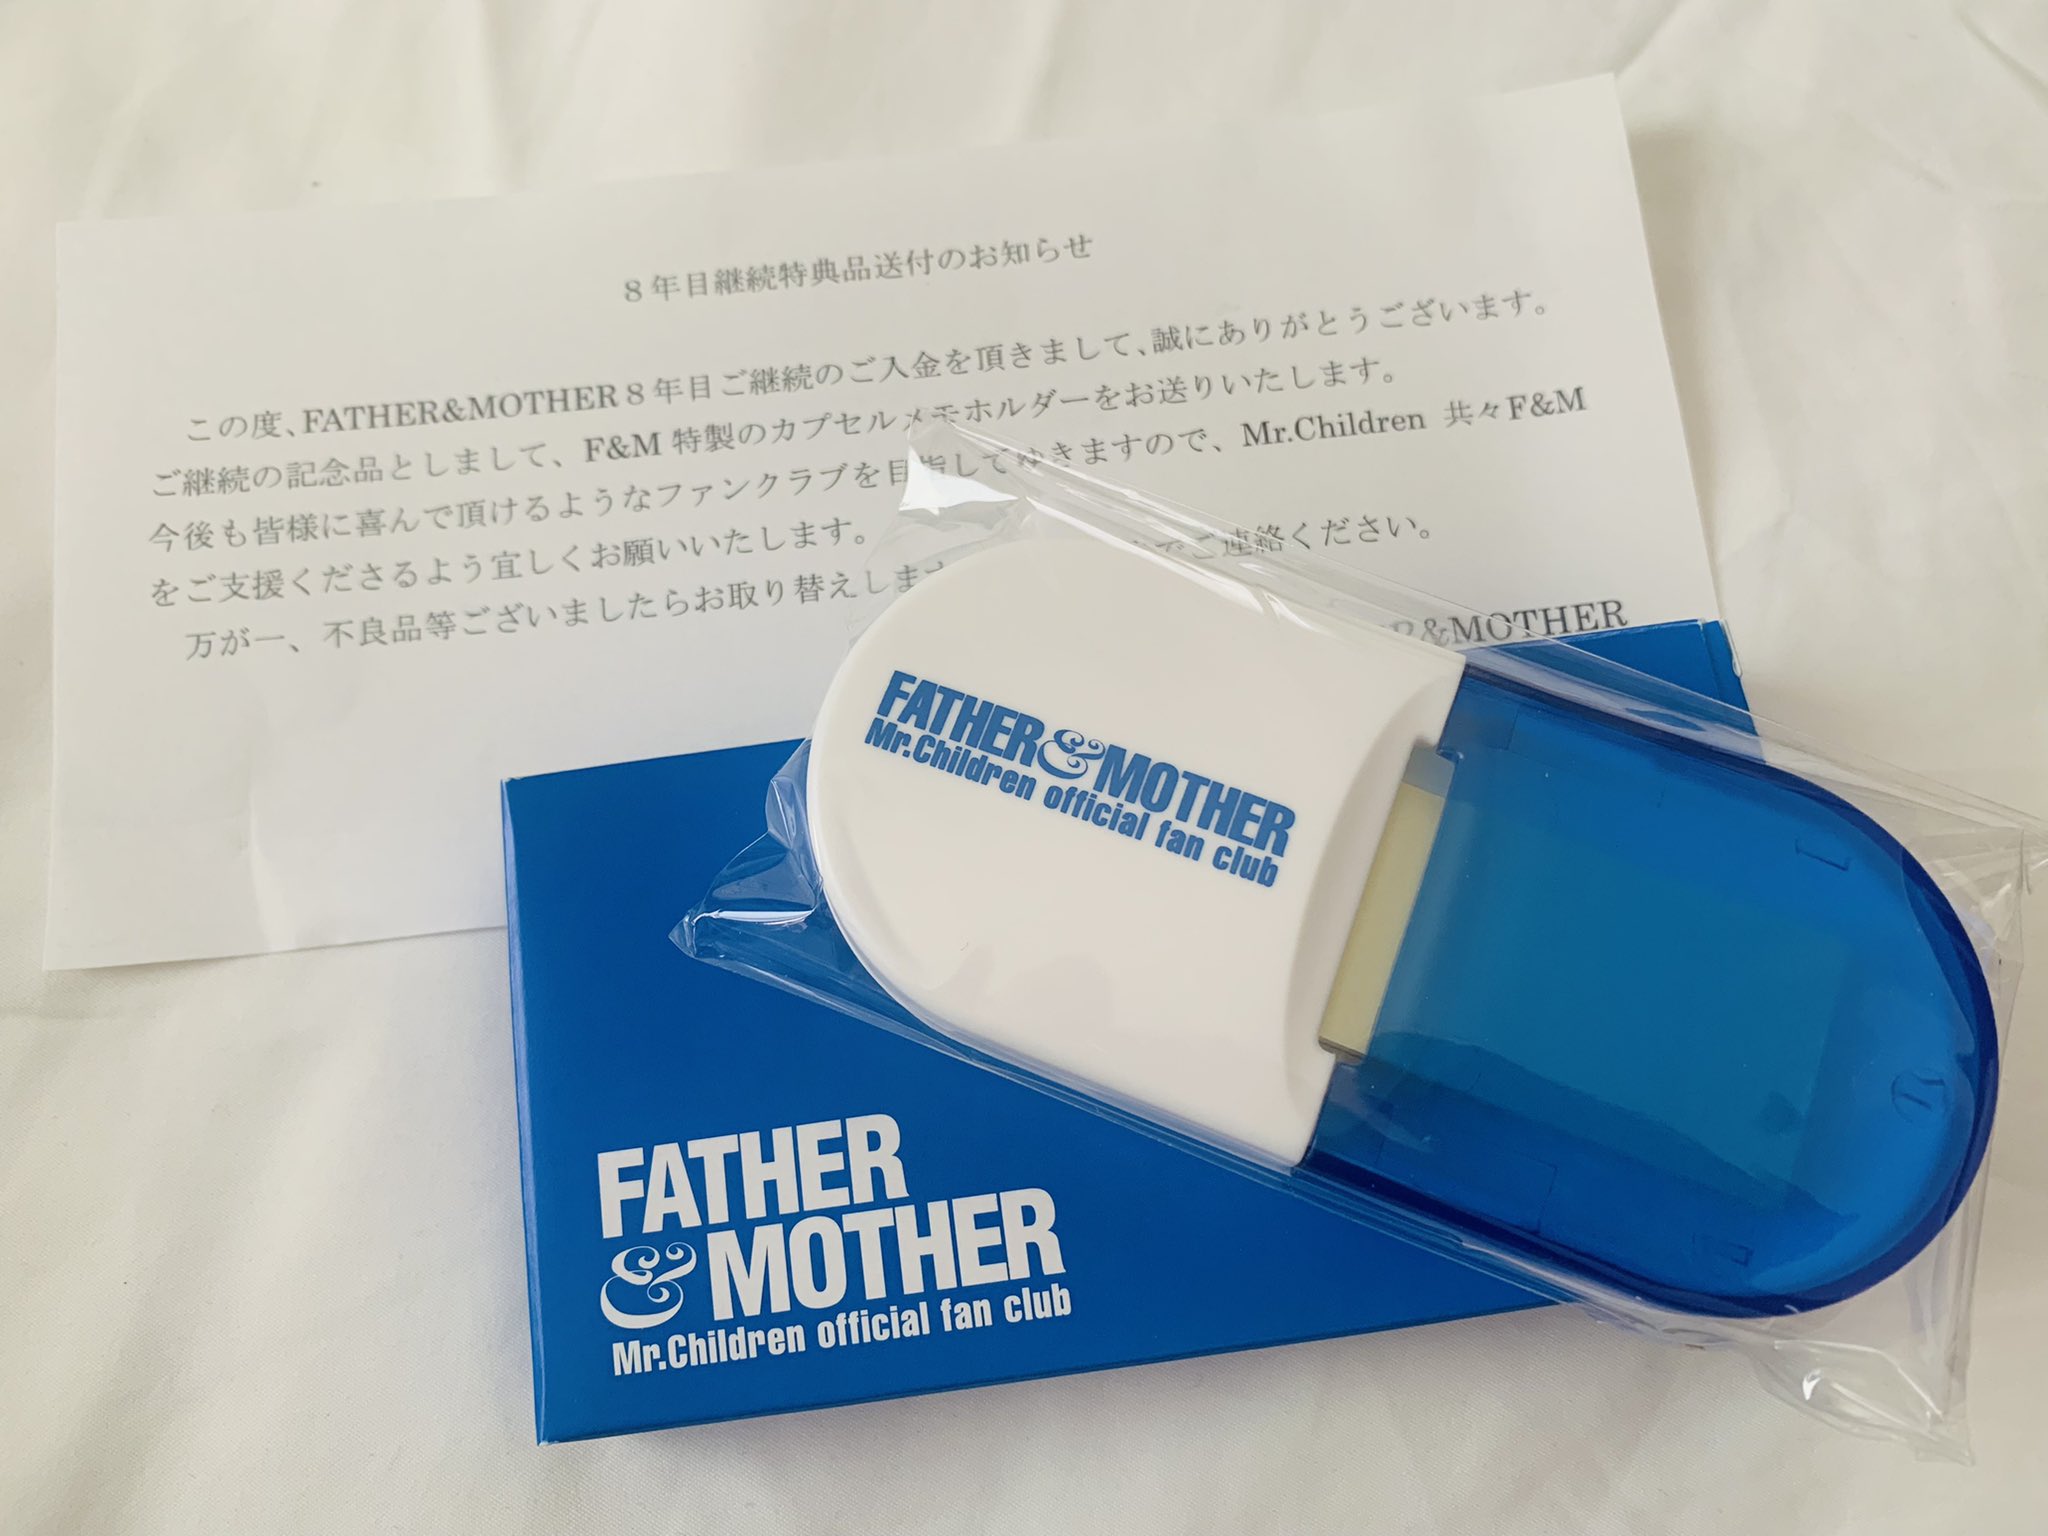 8年目継続特典品送付のお知らせ
この度、FATHER&MOTHER8年目ご継続のご入金を頂きまして、誠にありがとうございます。
ご継続の記念品としまして、F&M 特製のカプセルメモホルダーをお送りいたします。
今後も皆様に喜んで頂けるようなファンクラブを目指してゆきますので、Mr.Children 共々F&M
をご支援くださるよう宜しくお願いいたします。
万が一、不良品等ございましたらお取り替えします でご連絡ください。
&MOTHER
FATHER&MOTHER
Mr.Children official fan club
FATHER
&MOTHER
Mr.Children official fan club